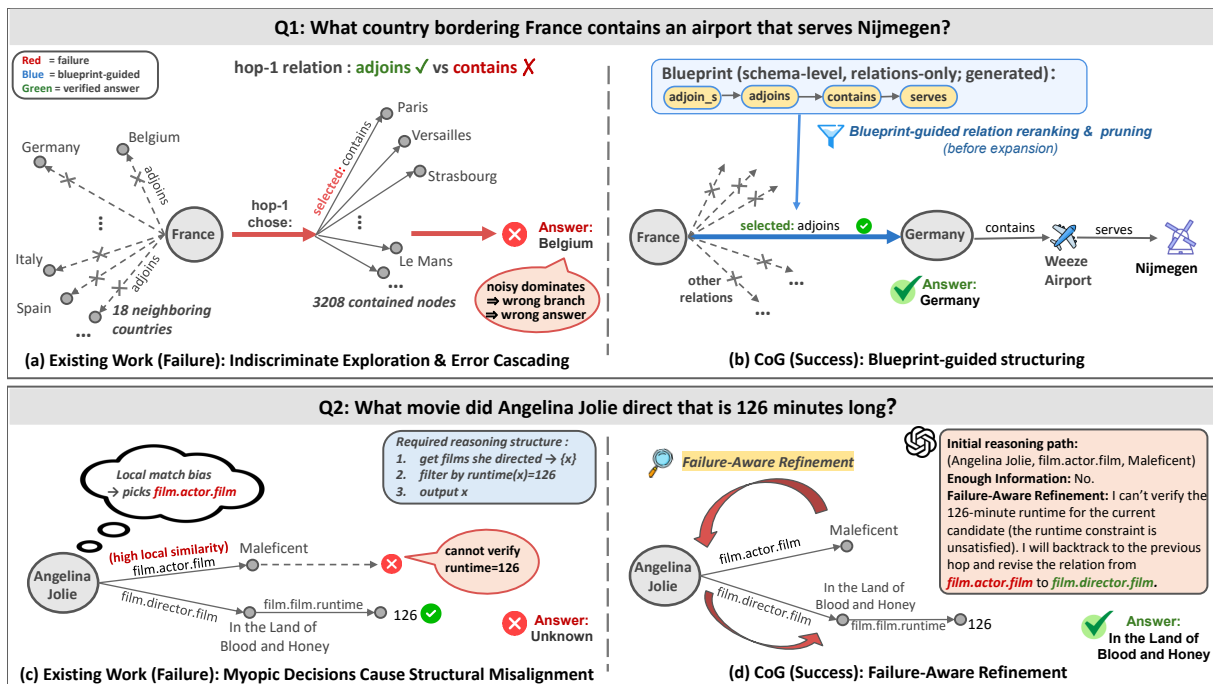 Q1: What country bordering France contains an airport that serves Nijmegen?
Red = failure
Blue = blueprint-guided
Green = verified answer
hop-1 relation : adjoins ✓ vs contains ✗
Germany
Belgium
adjoins
...
France
Italy
Spain
adjoins
...
18 neighboring
countries
hop-1
chose:
selected: contains
Paris
Versailles
Strasbourg
...
Le Mans
...
3208 contained nodes
Answer:
Belgium
noisy dominates
⇒ wrong branch
⇒ wrong answer
(a) Existing Work (Failure): Indiscriminate Exploration & Error Cascading
Blueprint (schema-level, relations-only; generated):
adjoin_s
adjoins
contains
serves
Blueprint-guided relation reranking & pruning
(before expansion)
...
France
selected: adjoins
Germany
contains
Weeze
Airport
serves
Nijmegen
other
relations
...
...
Answer:
Germany
(b) CoG (Success): Blueprint-guided structuring
Q2: What movie did Angelina Jolie direct that is 126 minutes long?
Local match bias
→ picks film.actor.film
Required reasoning structure :
1. get films she directed → {x}
2. filter by runtime(x)=126
3. output x
Angelina
Jolie
(high local similarity)
film.actor.film
Maleficent
cannot verify
runtime=126
film.director.film
film.film.runtime
126
In the Land of
Blood and Honey
Answer:
Unknown
(c) Existing Work (Failure): Myopic Decisions Cause Structural Misalignment
Failure-Aware Refinement
Angelina
Jolie
film.actor.film
Maleficent
film.director.film
In the Land of
Blood and Honey
film.film.runtime
126
Initial reasoning path:
(Angelina Jolie, film.actor.film, Maleficent)
Enough Information: No.
Failure-Aware Refinement: I can't verify the
126-minute runtime for the current
candidate (the runtime constraint is
unsatisfied). I will backtrack to the previous
hop and revise the relation from
film.actor.film to film.director.film.
Answer:
In the Land of
Blood and Honey
(d) CoG (Success): Failure-Aware Refinement